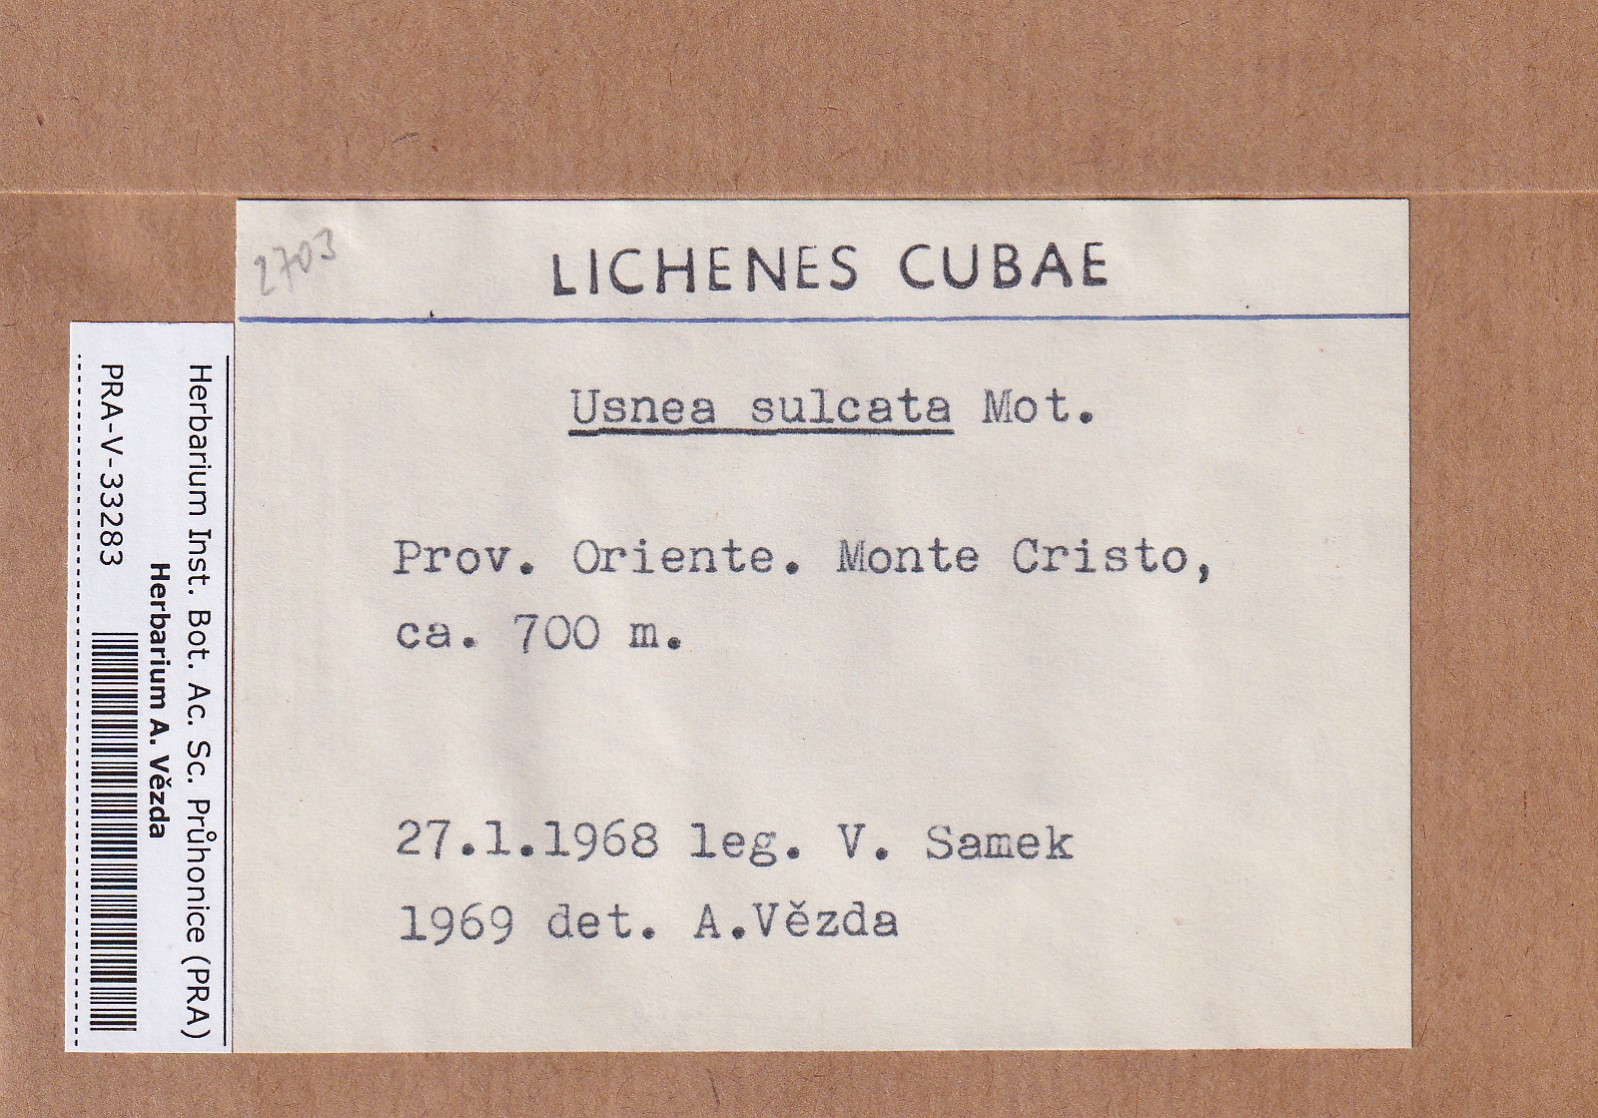 2703
LICHENES CUBAE
Usnea sulcata Mot.
Prov. Oriente. Monte Cristo,
ca. 700 m.
27.1.1968 leg. V. Samek
1969 det. A.Vězda
Herbarium Inst. Bot. Ac. Sc. Průhonice (PRA)
Herbarium A. Vězda
PRA-V-33283